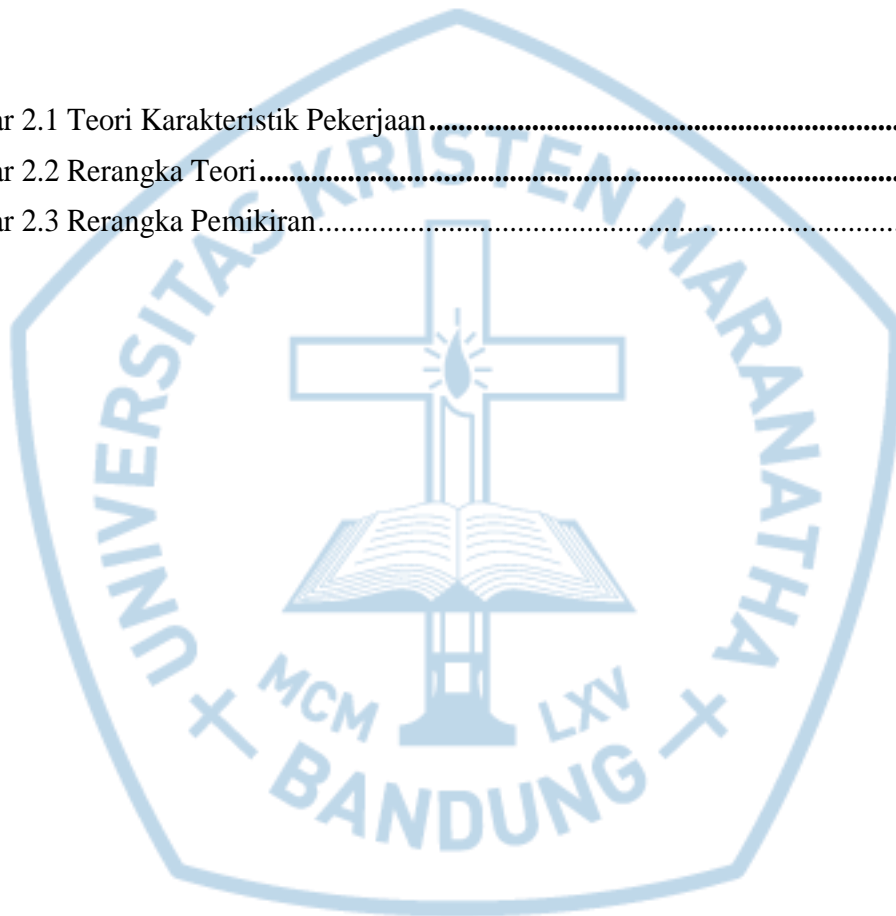 ar 2.1 Teori Karakteristik Pekerjaan........................................................
ar 2.2 Rerangka Teori................................................................................
ar 2.3 Rerangka Pemikiran.........................................................................
UNIVERSITAS KRISTEN MARANATHA
MCM LXV
BANDUNG